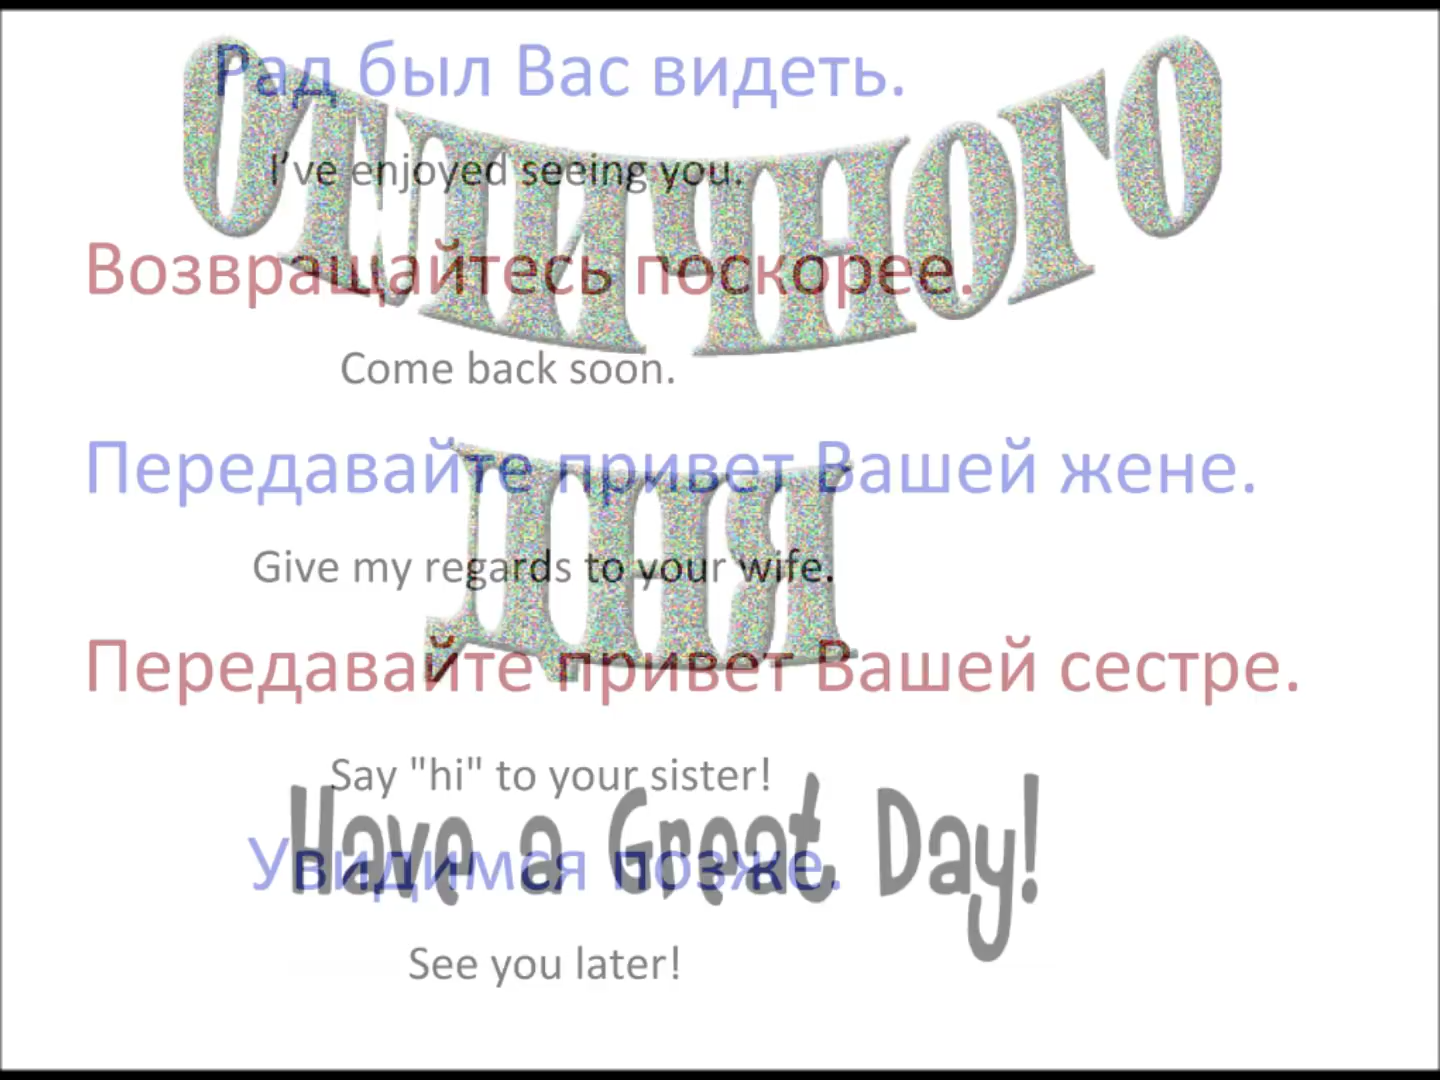 Рад был Вас видеть.
I've enjoyed seeing you.
Возвращайтесь поскорее.
Come back soon.
Передавайте привет Вашей жене.
Give my regards to your wife.
Передавайте привет Вашей сестре.
Say "hi" to your sister!
Увидимся позже.
See you later!
ОТЛИЧНОГО
ДНЯ
Have a Great Day!